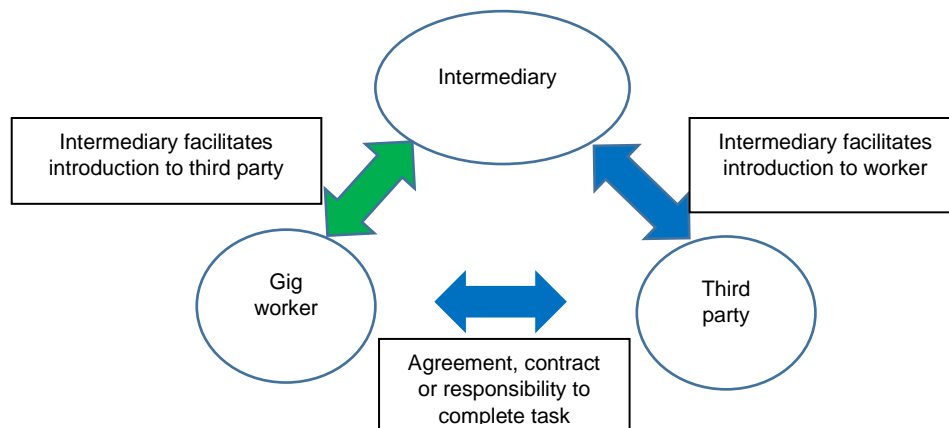 Intermediary
Intermediary facilitates
introduction to third party
Intermediary facilitates
introduction to worker
Gig
worker
Third
party
Agreement, contract
or responsibility to
complete task